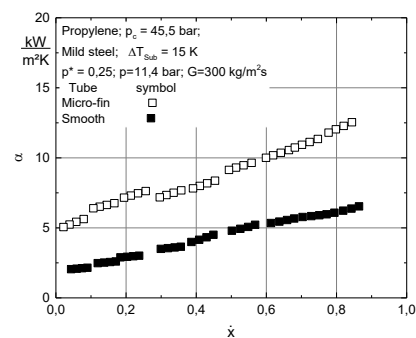 Propylene; p_c = 45,5 bar;
Mild steel; ΔT_Sub = 15 K
p* = 0,25; p=11,4 bar; G=300 kg/m²s
Tube symbol
Micro-fin □
Smooth ■
20
kW
m²K
15
α
10
5
0
0,0 0,2 0,4 0,6 0,8 1,0
ẋ